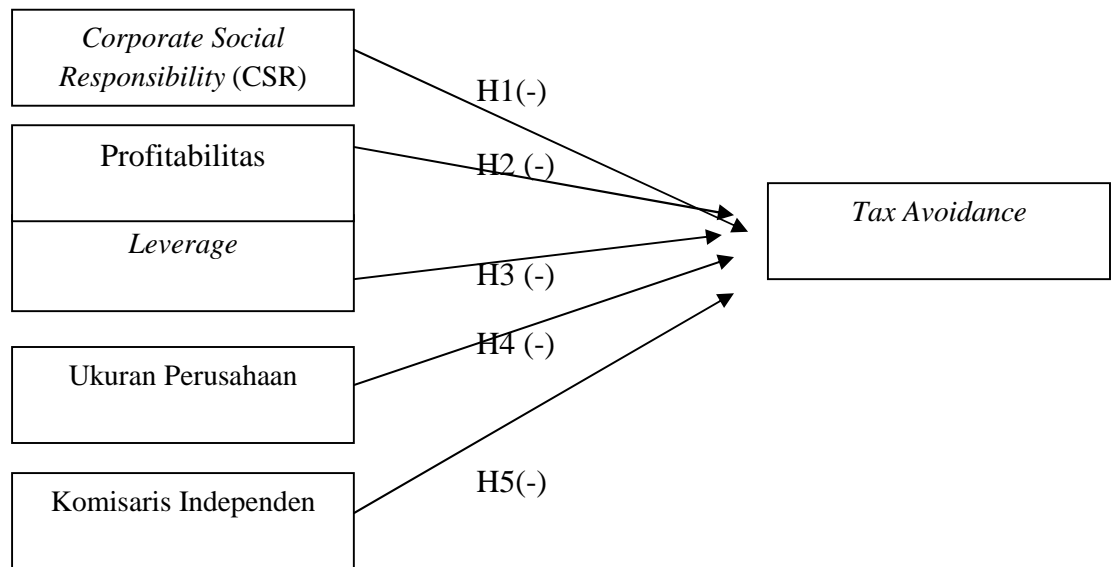 Corporate Social
Responsibility (CSR)
H1(-)
Profitabilitas
H2 (-)
Tax Avoidance
Leverage
H3 (-)
H4 (-)
Ukuran Perusahaan
H5(-)
Komisaris Independen